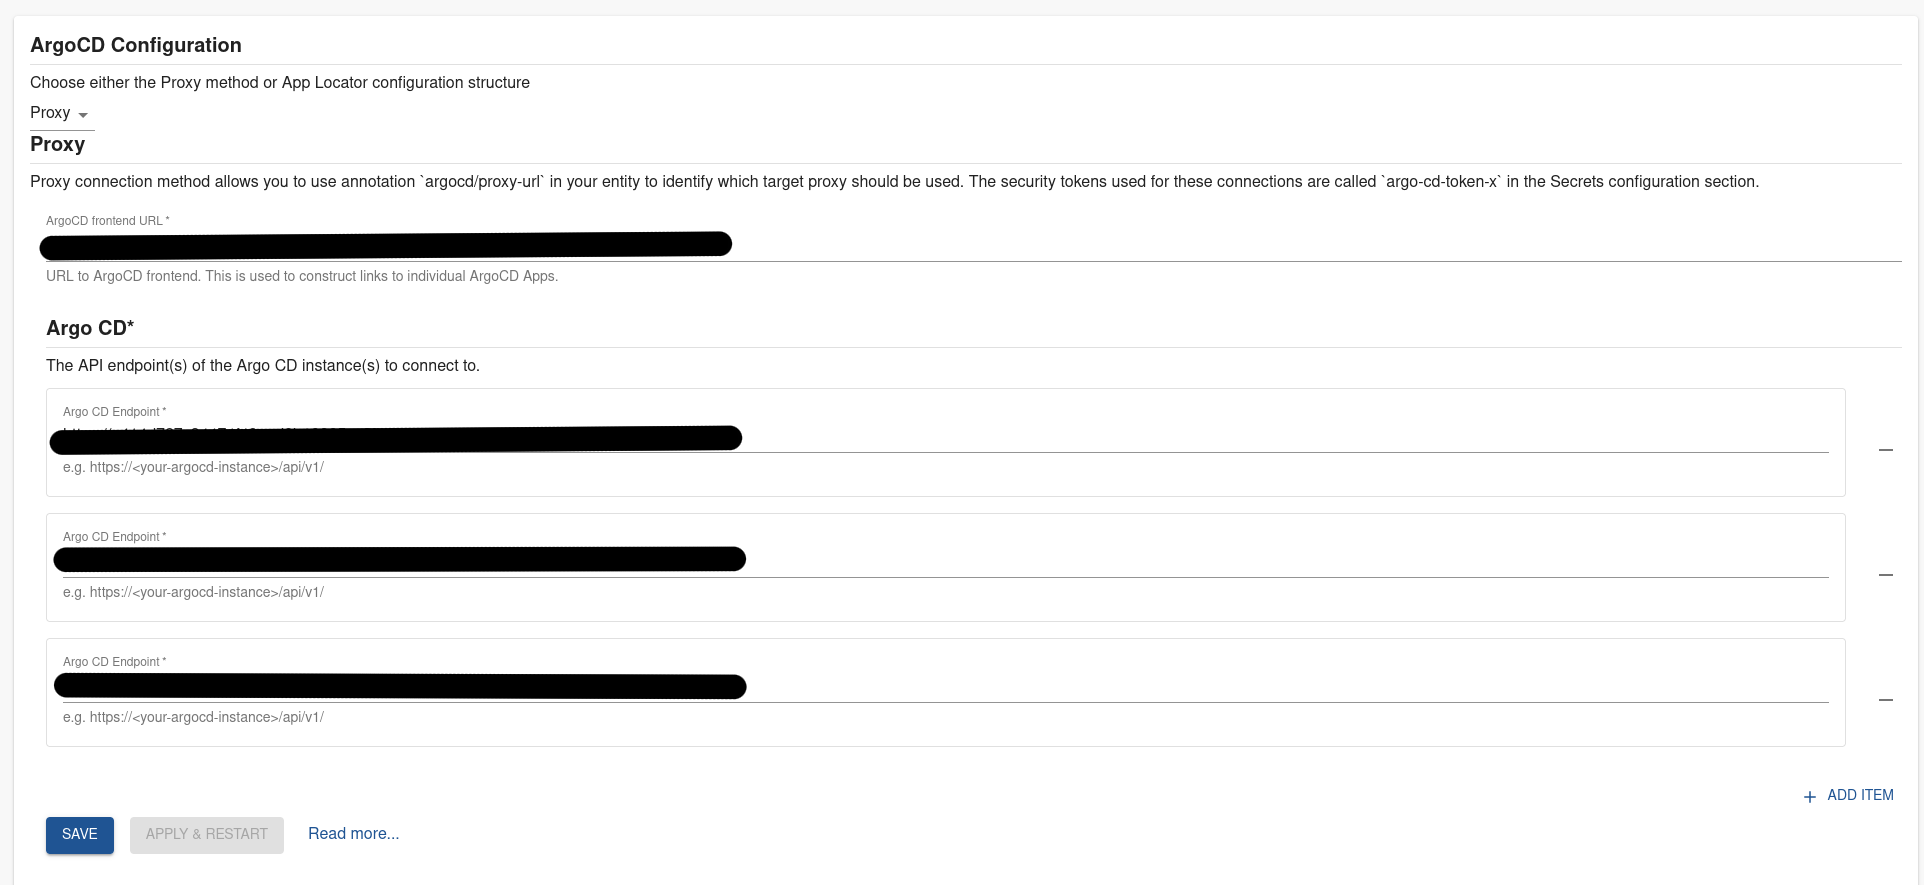 ArgoCD Configuration
Choose either the Proxy method or App Locator configuration structure
Proxy
Proxy
Proxy connection method allows you to use annotation `argocd/proxy-url` in your entity to identify which target proxy should be used. The security tokens used for these connections are called `argo-cd-token-x` in the Secrets configuration section.
ArgoCD frontend URL *
URL to ArgoCD frontend. This is used to construct links to individual ArgoCD Apps.
Argo CD*
The API endpoint(s) of the Argo CD instance(s) to connect to.
Argo CD Endpoint *
e.g. https://<your-argocd-instance>/api/v1/
Argo CD Endpoint *
e.g. https://<your-argocd-instance>/api/v1/
Argo CD Endpoint *
e.g. https://<your-argocd-instance>/api/v1/
+ ADD ITEM
SAVE APPLY & RESTART Read more...